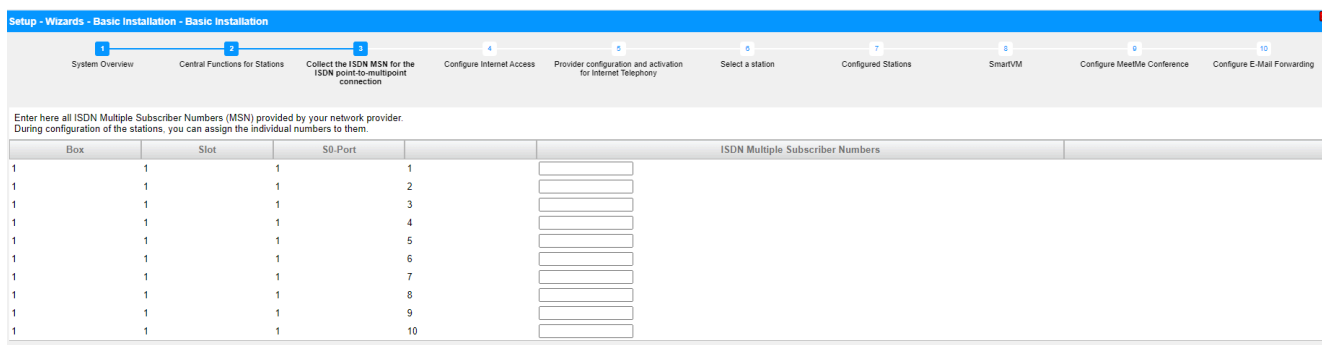 Setup - Wizards - Basic Installation - Basic Installation
1 2 3 4 5 6 7 8 9 10
System Overview Central Functions for Stations Collect the ISDN MSN for the Configure Internet Access Provider configuration and activation Select a station Configured Stations SmartVM Configure MeetMe Conference Configure E-Mail Forwarding
ISDN point-to-multipoint for Internet Telephony
connection
Enter here all ISDN Multiple Subscriber Numbers (MSN) provided by your network provider.
During configuration of the stations, you can assign the individual numbers to them.
Box Slot S0-Port ISDN Multiple Subscriber Numbers
1 1 1 1
1 1 1 2
1 1 1 3
1 1 1 4
1 1 1 5
1 1 1 6
1 1 1 7
1 1 1 8
1 1 1 9
1 1 1 10